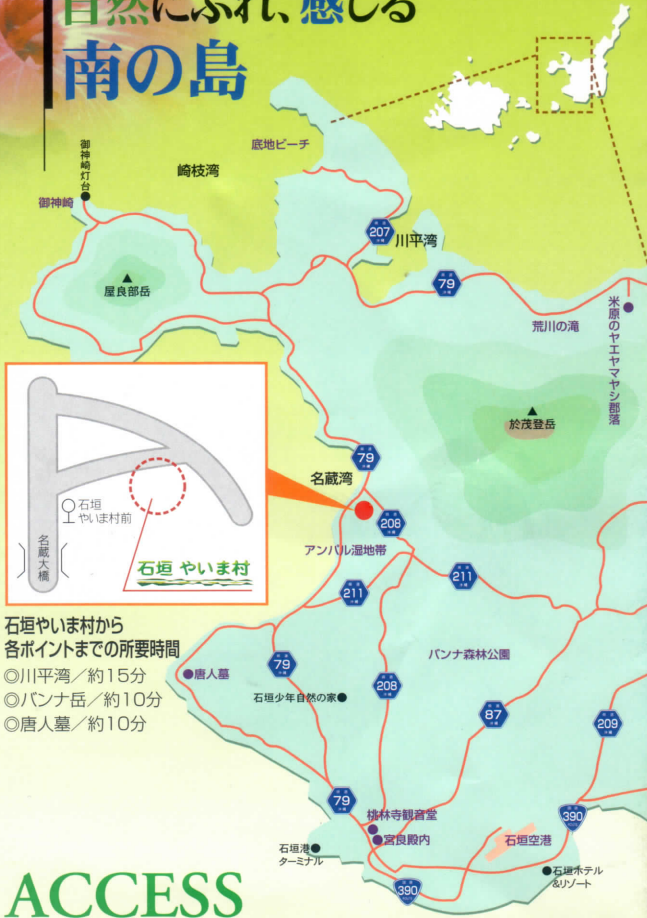 自然にふれ、感じる
南の島
御神崎灯台
御神崎
崎枝湾
底地ビーチ
207
沖縄
川平湾
79
屋良部岳
荒川の滝
米原のヤエヤマヤシ群落
於茂登岳
79
名蔵湾
208
アンパル湿地帯
211
211
石垣
やいま村前
名蔵大橋
石垣 やいま村
石垣やいま村から
各ポイントまでの所要時間
◎川平湾／約15分
◎バンナ岳／約10分
◎唐人墓／約10分
唐人墓
79
石垣少年自然の家
208
バンナ森林公園
87
209
79
桃林寺観音堂
宮良殿内
石垣港
ターミナル
石垣空港
390
石垣ホテル
&リゾート
390
ACCESS